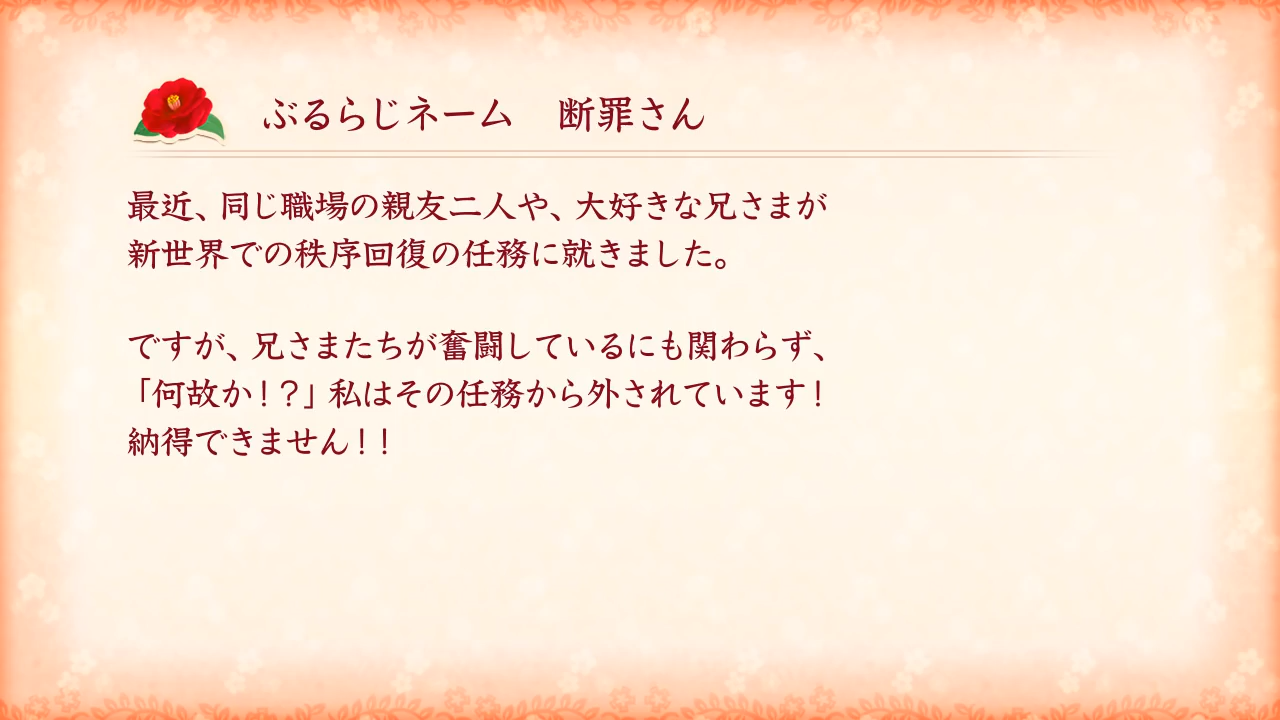 ぶるらじネーム　断罪さん
最近、同じ職場の親友二人や、大好きな兄さまが
新世界での秩序回復の任務に就きました。
ですが、兄さまたちが奮闘しているにも関わらず、
「何故か！？」私はその任務から外されています！
納得できません！！